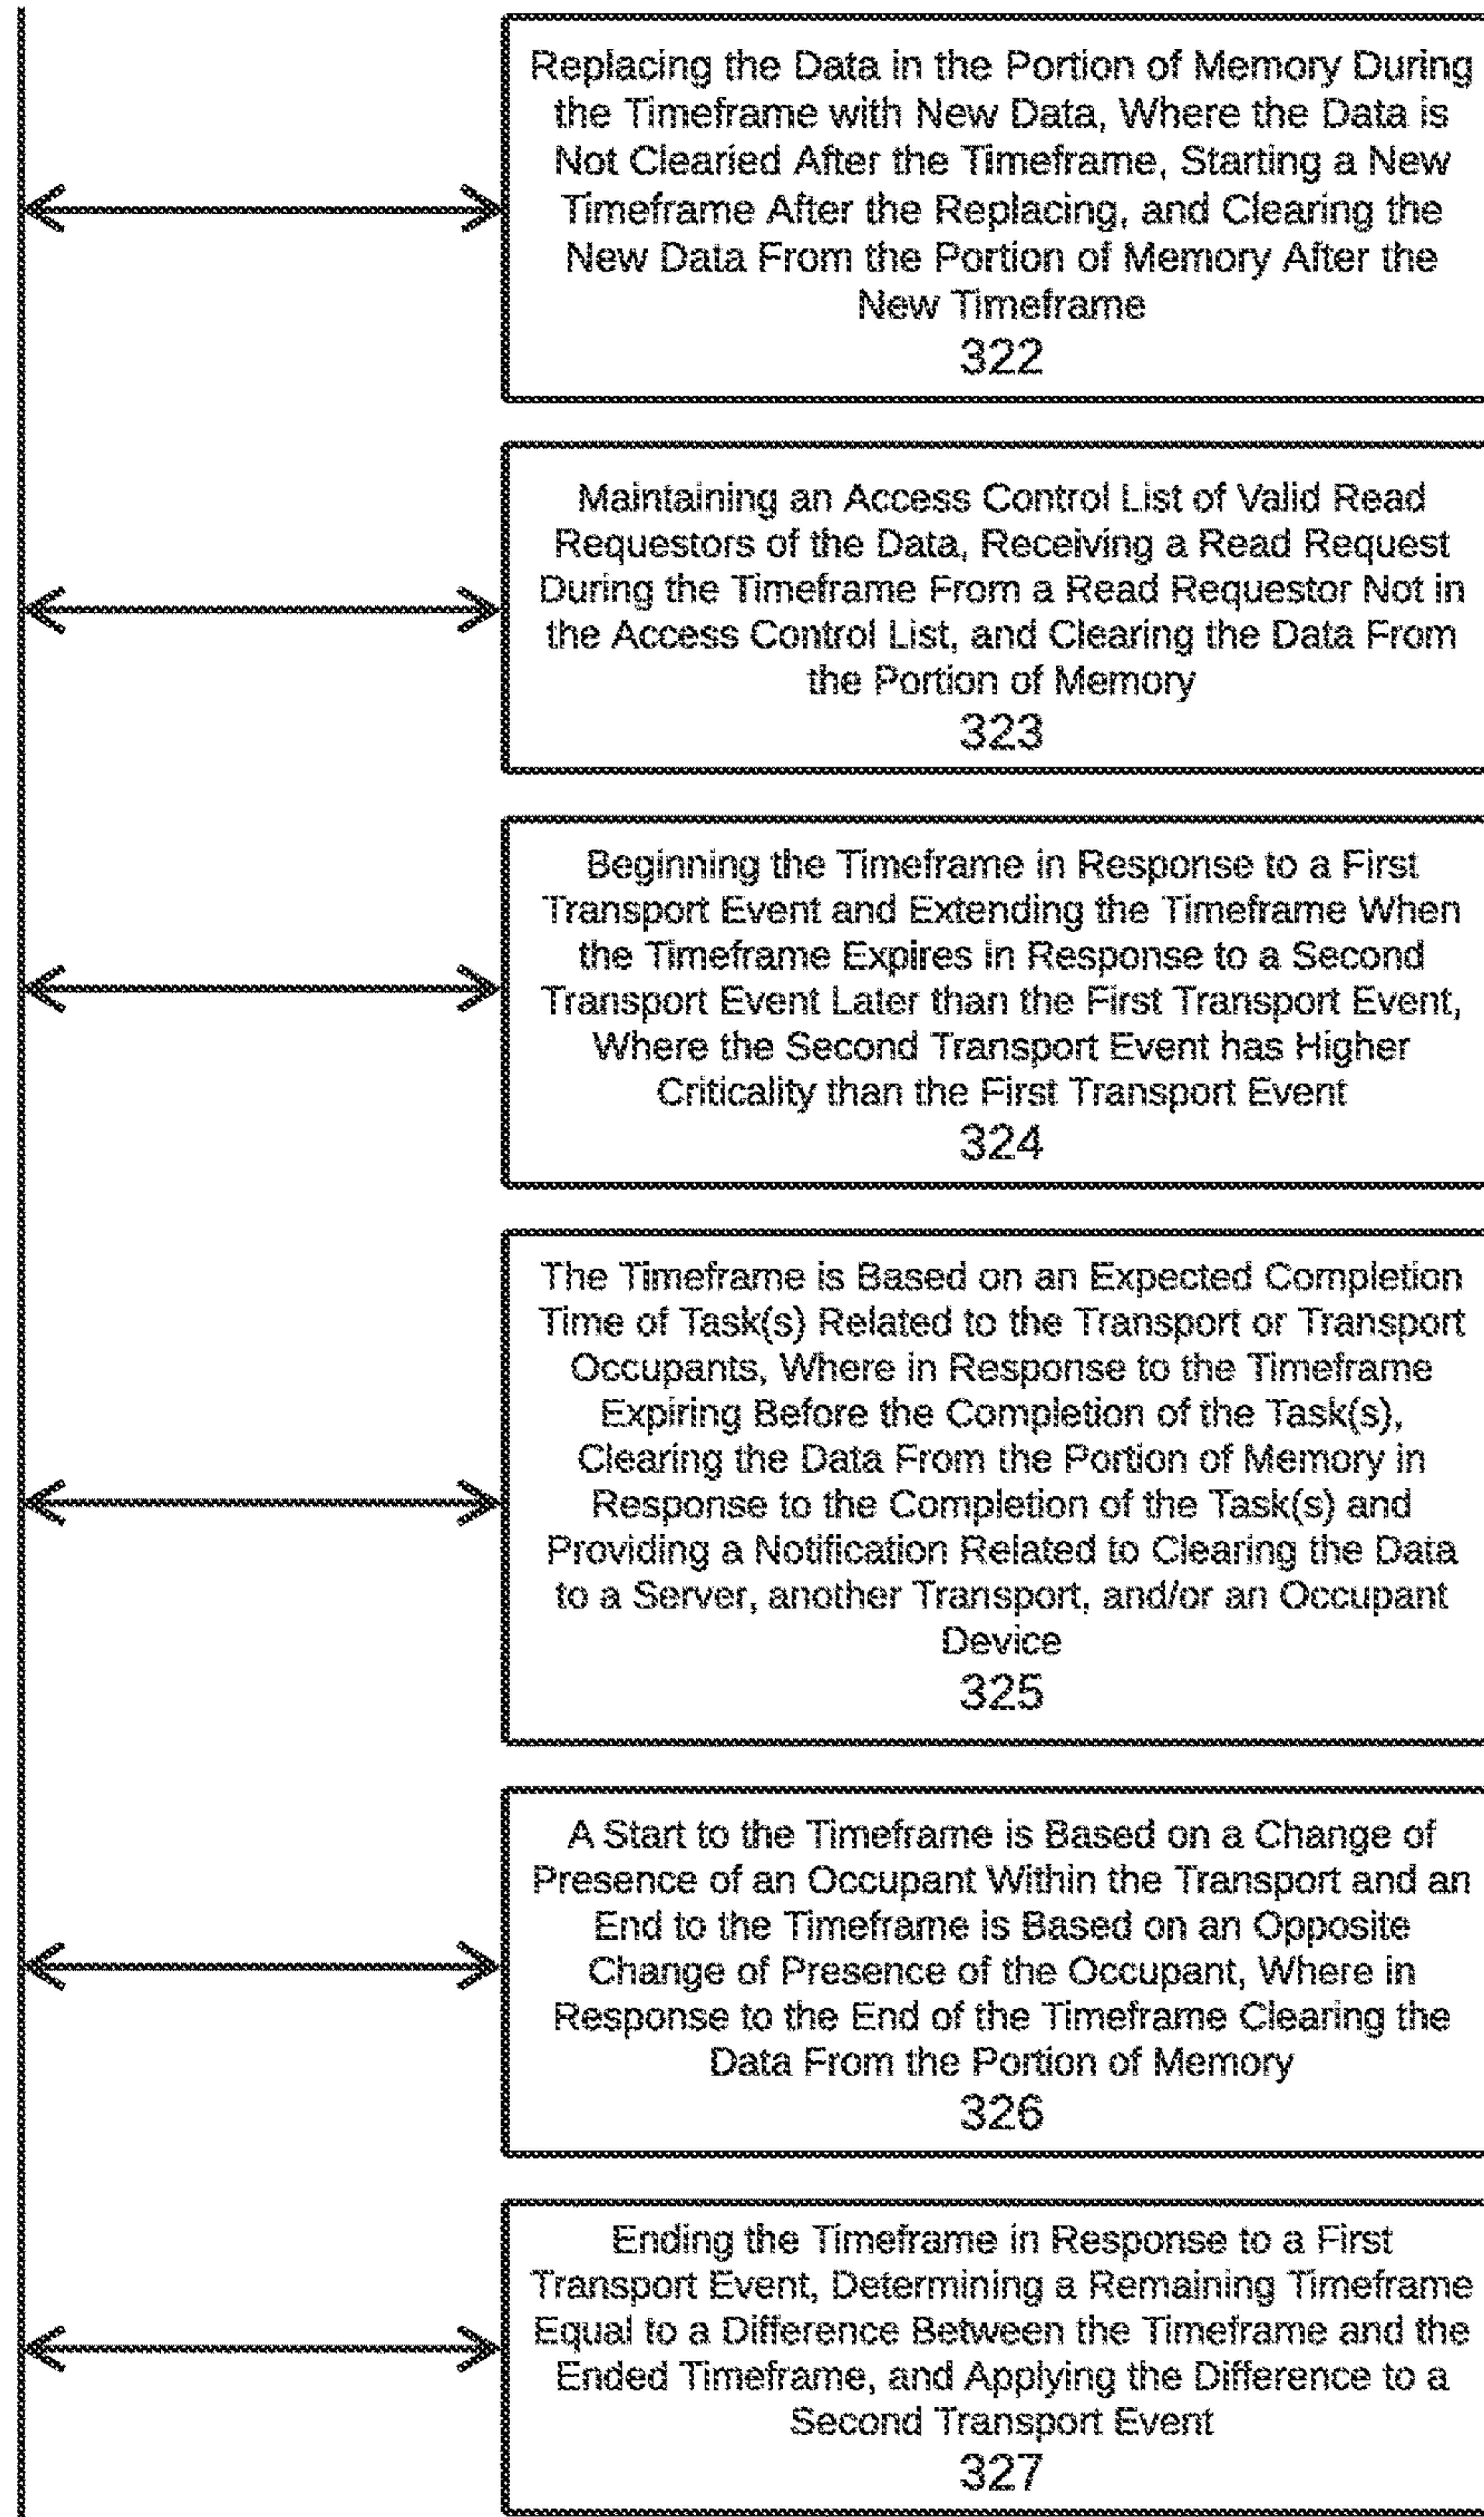 Replacing the Data in the Portion of Memory During
the Timeframe with New Data, Where the Data is
Not Clearied After the Timeframe, Starting a New
Timeframe After the Replacing, and Clearing the
New Data From the Portion of Memory After the
New Timeframe
322
Maintaining an Access Control List of Valid Read
Requestors of the Data, Receiving a Read Request
During the Timeframe From a Read Requestor Not in
the Access Control List, and Clearing the Data From
the Portion of Memory
323
Beginning the Timeframe in Response to a First
Transport Event and Extending the Timeframe When
the Timeframe Expires in Response to a Second
Transport Event Later than the First Transport Event,
Where the Second Transport Event has Higher
Criticality than the First Transport Event
324
The Timeframe is Based on an Expected Completion
Time of Task(s) Related to the Transport or Transport
Occupants, Where in Response to the Timeframe
Expiring Before the Completion of the Task(s),
Clearing the Data From the Portion of Memory in
Response to the Completion of the Task(s) and
Providing a Notification Related to Clearing the Data
to a Server, another Transport, and/or an Occupant
Device
325
A Start to the Timeframe is Based on a Change of
Presence of an Occupant Within the Transport and an
End to the Timeframe is Based on an Opposite
Change of Presence of the Occupant, Where in
Response to the End of the Timeframe Clearing the
Data From the Portion of Memory
326
Ending the Timeframe in Response to a First
Transport Event, Determining a Remaining Timeframe
Equal to a Difference Between the Timeframe and the
Ended Timeframe, and Applying the Difference to a
Second Transport Event
327